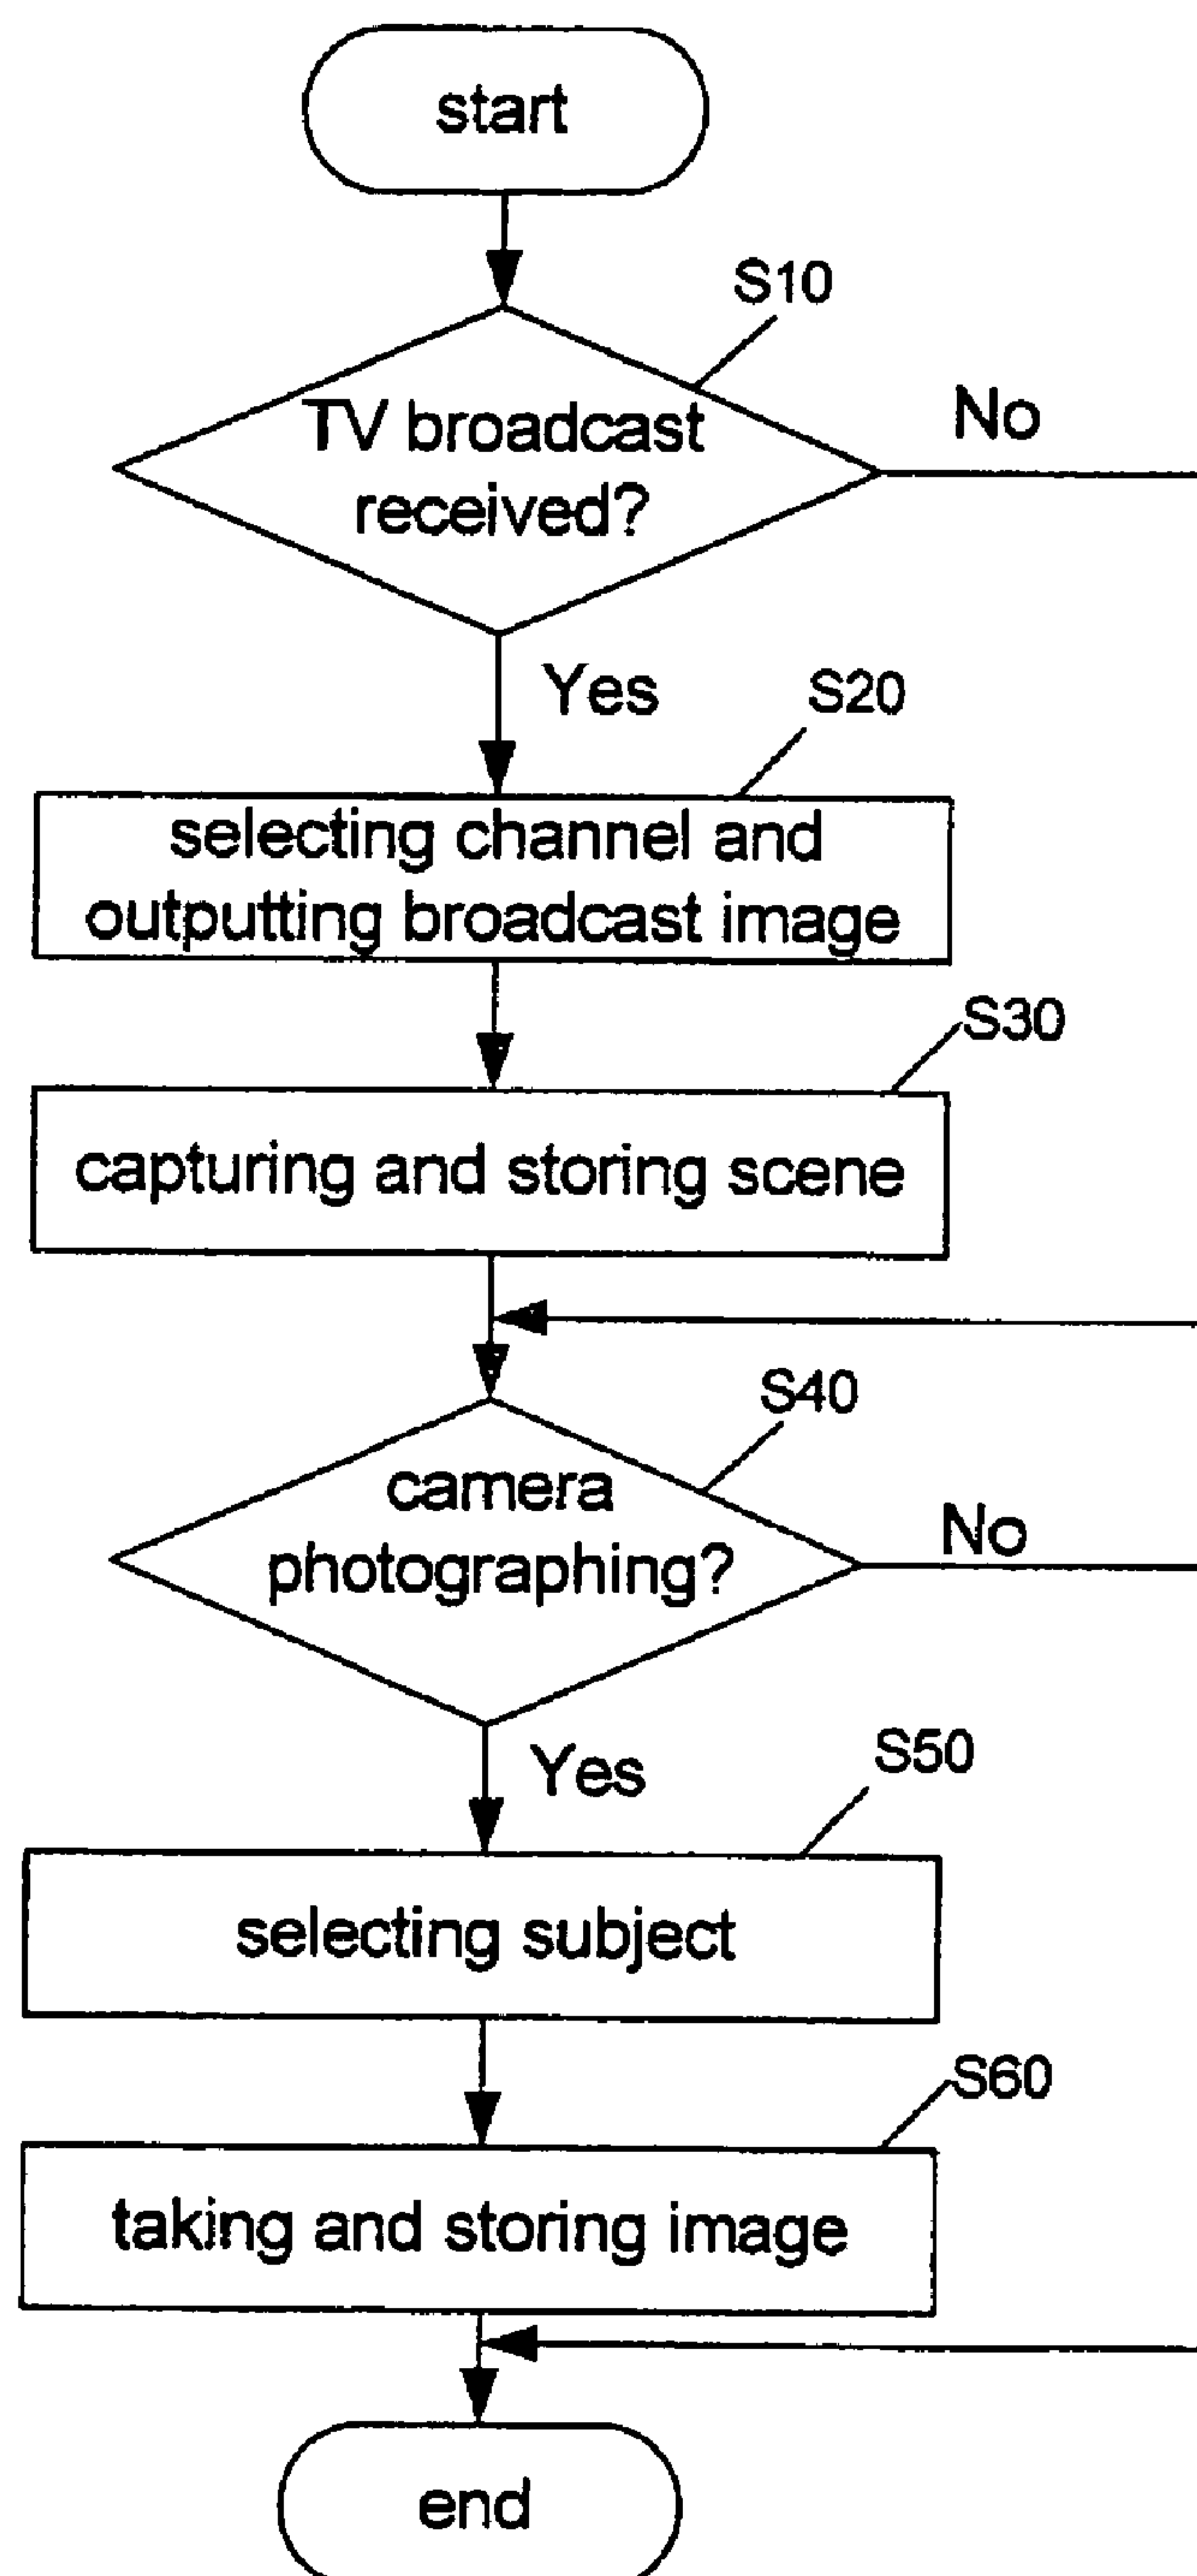 start
S10
TV broadcast
received?
No
Yes
S20
selecting channel and
outputting broadcast image
S30
capturing and storing scene
S40
camera
photographing?
No
Yes
S50
selecting subject
S60
taking and storing image
end